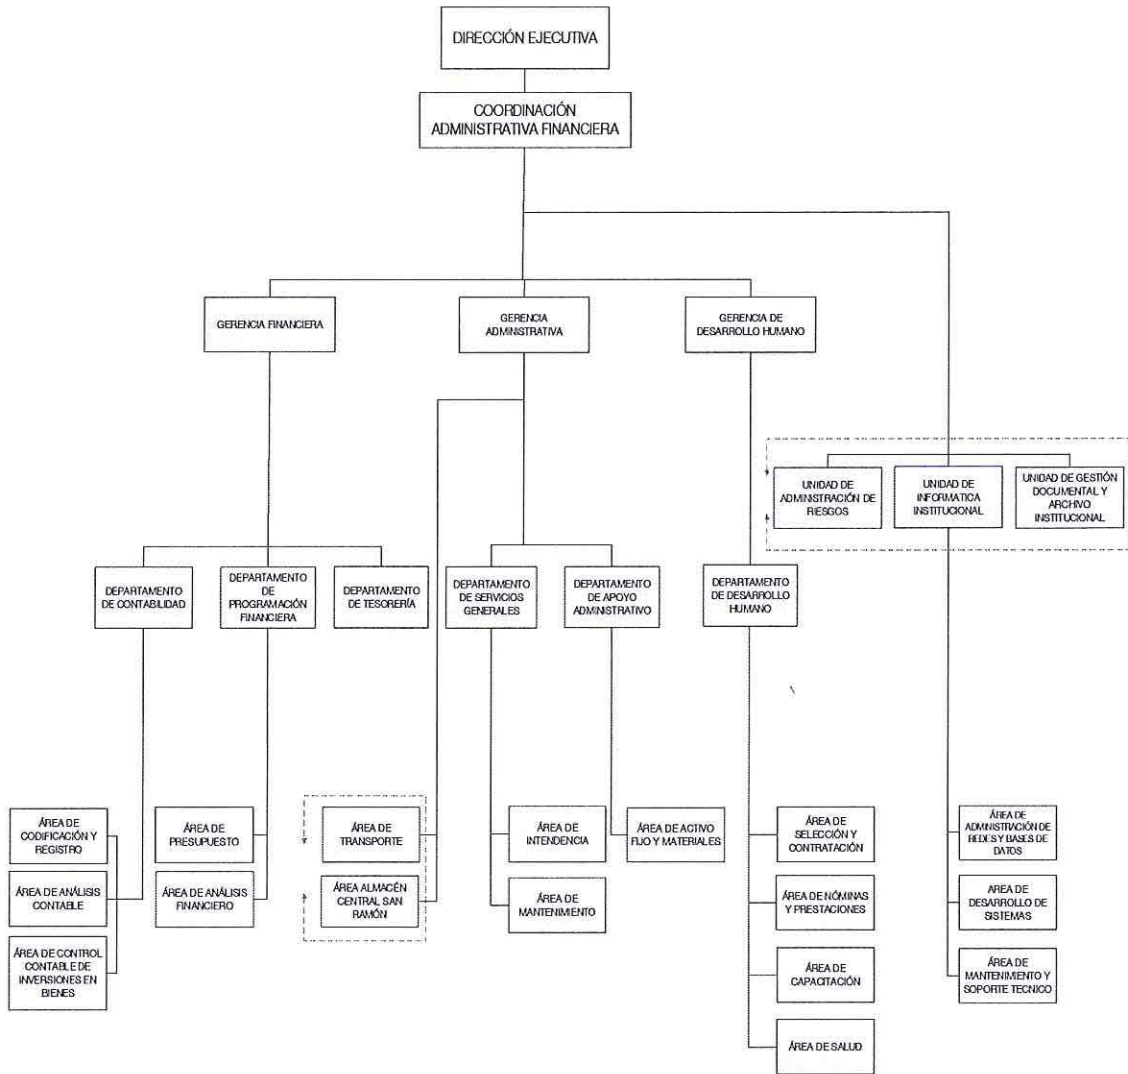 DIRECCIÓN EJECUTIVA
COORDINACIÓN
ADMINISTRATIVA FINANCIERA
GERENCIA FINANCIERA
GERENCIA
ADMINISTRATIVA
GERENCIA DE
DESARROLLO HUMANO
UNIDAD DE
ADMINISTRACIÓN DE
RIESGOS
UNIDAD DE
INFORMATICA
INSTITUCIONAL
UNIDAD DE GESTIÓN
DOCUMENTAL Y
ARCHIVO
INSTITUCIONAL
DEPARTAMENTO
DE CONTABILIDAD
DEPARTAMENTO
DE
PROGRAMACIÓN
FINANCIERA
DEPARTAMENTO
DE TESORERÍA
DEPARTAMENTO
DE SERVICIOS
GENERALES
DEPARTAMENTO
DE APOYO
ADMINISTRATIVO
DEPARTAMENTO
DE DESARROLLO
HUMANO
ÁREA DE
CODIFICACIÓN Y
REGISTRO
ÁREA DE ANÁLISIS
CONTABLE
ÁREA DE CONTROL
CONTABLE DE
INVERSIONES EN
BIENES
ÁREA DE
PRESUPUESTO
ÁREA DE ANÁLISIS
FINANCIERO
ÁREA DE
TRANSPORTE
ÁREA ALMACÉN
CENTRAL SAN
RAMÓN
ÁREA DE
INTENDENCIA
ÁREA DE
MANTENIMIENTO
ÁREA DE ACTIVO
FIJO Y MATERIALES
ÁREA DE
SELECCIÓN Y
CONTRATACIÓN
ÁREA DE NÓMINAS
Y PRESTACIONES
ÁREA DE
CAPACITACIÓN
ÁREA DE SALUD
ÁREA DE
ADMINISTRACIÓN DE
REDES Y BASES DE
DATOS
AREA DE
DESARROLLO DE
SISTEMAS
ÁREA DE
MANTENIMIENTO Y
SOPORTE TECNICO